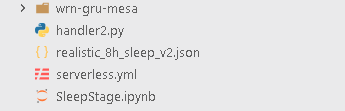 wrn-gru-mesa
handler2.py
realistic_8h_sleep_v2.json
serverless.yml
SleepStage.ipynb